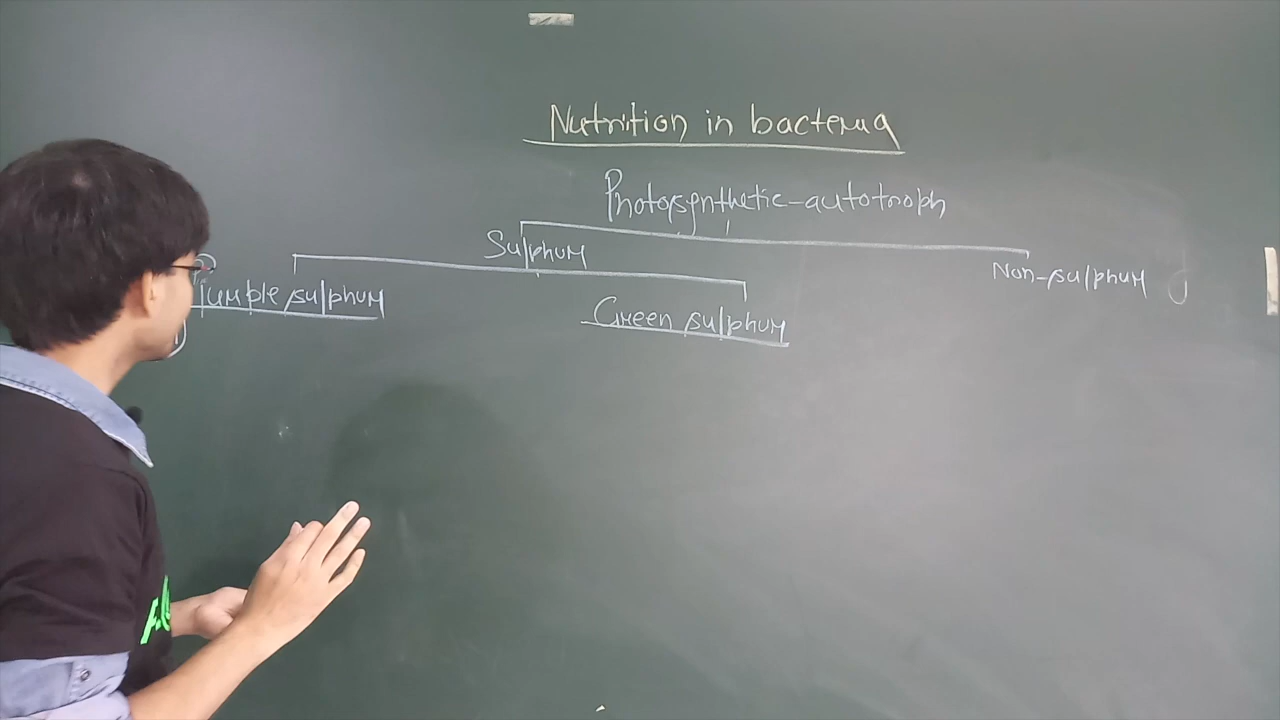 Nutrition in bacteria
Photosynthetic-autotroph
Sulphur
Non-sulphur
Purple sulphur
Green sulphur